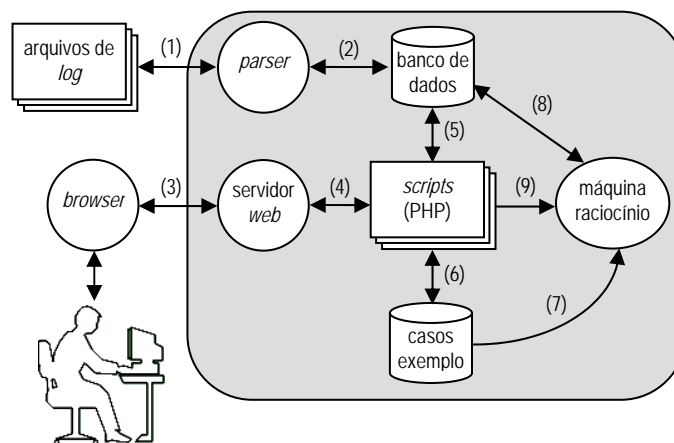 arquivos de
log
(1)
parser
(2)
banco de
dados
(8)
(5)
browser
(3)
servidor
web
(4)
scripts
(PHP)
(9)
máquina
raciocínio
(6)
(7)
casos
exemplo